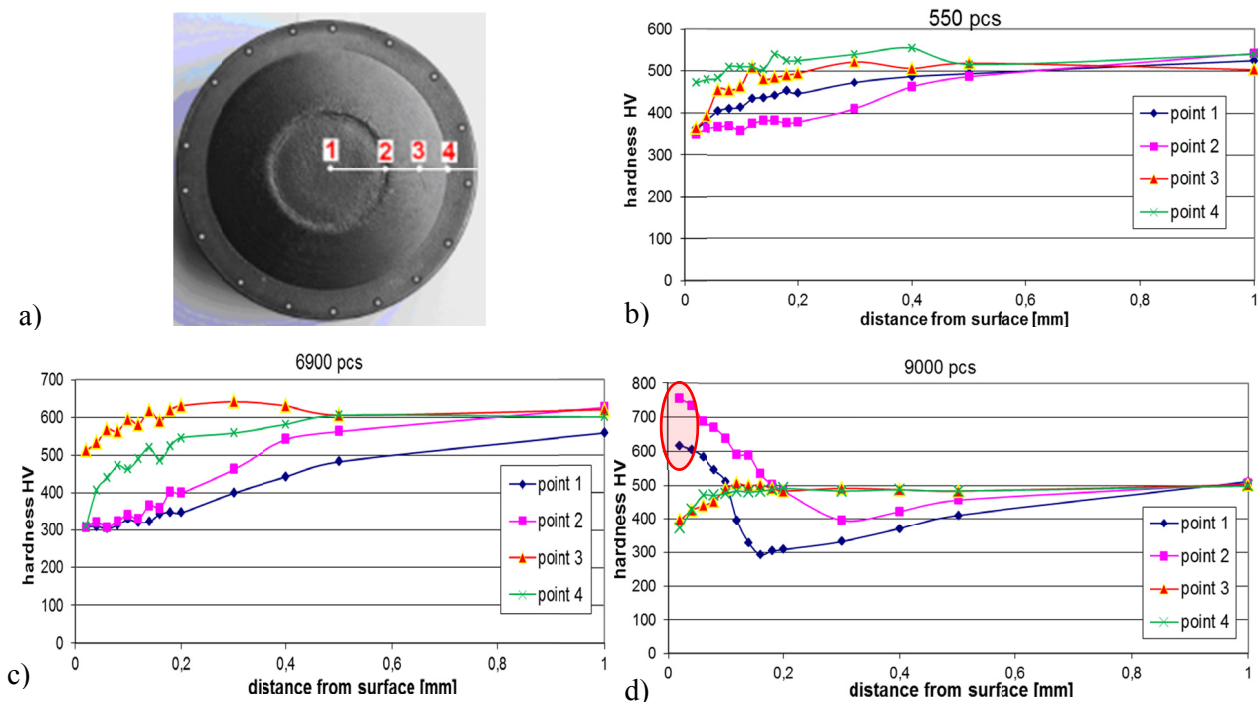 1 2 3 4
a)
550 pcs
hardness HV
600
500
400
300
200
100
0
0 0,2 0,4 0,6 0,8 1
distance from surface [mm]
point 1
point 2
point 3
point 4
b)
6900 pcs
hardness HV
700
600
500
400
300
200
100
0
0 0,2 0,4 0,6 0,8 1
distance from surface [mm]
point 1
point 2
point 3
point 4
c)
9000 pcs
hardness HV
800
700
600
500
400
300
200
100
0
0 0,2 0,4 0,6 0,8 1
distance from surface [mm]
point 1
point 2
point 3
point 4
d)